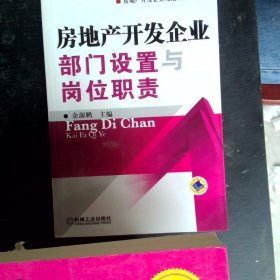 房地产开发企业
部门设置与
岗位职责
余源鹏 主编
Fang Di Chan
Kai Fa Qi Ye
机械工业出版社